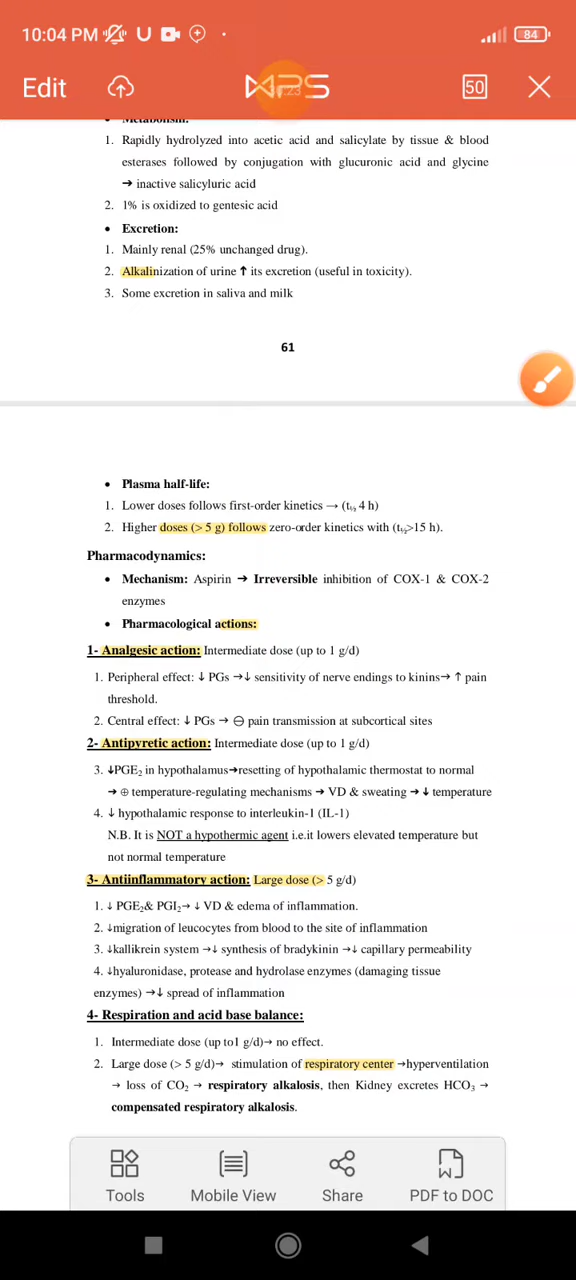 10:04 PM
84
Edit
WPS
50
Metabolism:
1. Rapidly hydrolyzed into acetic acid and salicylate by tissue & blood
esterases followed by conjugation with glucuronic acid and glycine
➔ inactive salicyluric acid
2. 1% is oxidized to gentesic acid
• Excretion:
1. Mainly renal (25% unchanged drug).
2. Alkalinization of urine ↑ its excretion (useful in toxicity).
3. Some excretion in saliva and milk
61
• Plasma half-life:
1. Lower doses follows first-order kinetics → (t½ 4 h)
2. Higher doses (> 5 g) follows zero-order kinetics with (t½>15 h).
Pharmacodynamics:
• Mechanism: Aspirin ➔ Irreversible inhibition of COX-1 & COX-2
enzymes
• Pharmacological actions:
1- Analgesic action: Intermediate dose (up to 1 g/d)
1. Peripheral effect: ↓ PGs →↓ sensitivity of nerve endings to kinins→ ↑ pain
threshold.
2. Central effect: ↓ PGs → ⊖ pain transmission at subcortical sites
2- Antipyretic action: Intermediate dose (up to 1 g/d)
3. ↓PGE₂ in hypothalamus➔resetting of hypothalamic thermostat to normal
➔ ⊕ temperature-regulating mechanisms ➔ VD & sweating ➔ ↓ temperature
4. ↓ hypothalamic response to interleukin-1 (IL-1)
N.B. It is NOT a hypothermic agent i.e.it lowers elevated temperature but
not normal temperature
3- Antiinflammatory action: Large dose (> 5 g/d)
1. ↓ PGE₂& PGI₂→ ↓ VD & edema of inflammation.
2. ↓migration of leucocytes from blood to the site of inflammation
3. ↓kallikrein system →↓ synthesis of bradykinin →↓ capillary permeability
4. ↓hyaluronidase, protease and hydrolase enzymes (damaging tissue
enzymes) →↓ spread of inflammation
4- Respiration and acid base balance:
1. Intermediate dose (up to1 g/d)→ no effect.
2. Large dose (> 5 g/d)→ stimulation of respiratory center →hyperventilation
→ loss of CO₂ → respiratory alkalosis, then Kidney excretes HCO₃ →
compensated respiratory alkalosis.
Tools
Mobile View
Share
PDF to DOC